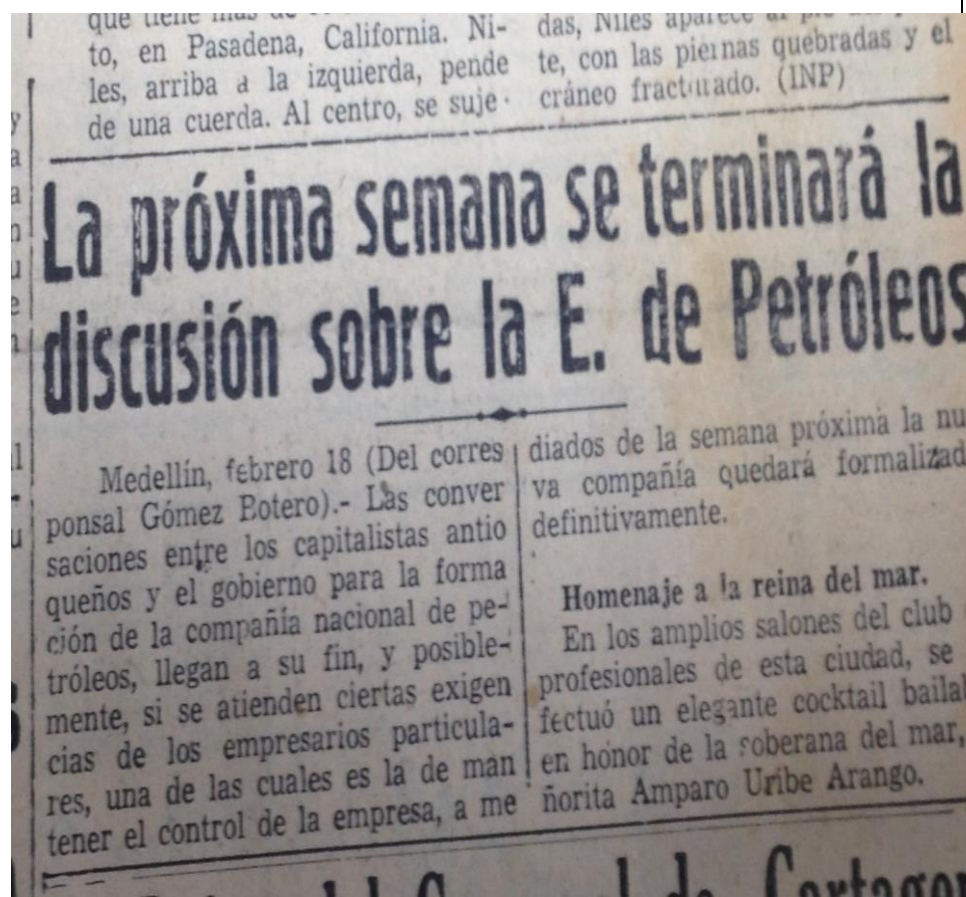 que tiene más de
to, en Pasadena, California. Ni-
les, arriba a la izquierda, pende
de una cuerda. Al centro, se suje-
das, Niles aparece al
te, con las piernas quebradas y el
cráneo fracturado. (INP)
La próxima semana se terminará la
discusión sobre la E. de Petróleos
Medellín, febrero 18 (Del corres
ponsal Gómez Botero).- Las conver
saciones entre los capitalistas antio
queños y el gobierno para la forma
ción de la compañía nacional de pe-
tróleos, llegan a su fin, y posible-
mente, si se atienden ciertas exigen
cias de los empresarios particula-
res, una de las cuales es la de man
tener el control de la empresa, a me
diados de la semana próxima la nu
va compañía quedará formalizad
definitivamente.
Homenaje a la reina del mar.
En los amplios salones del club
profesionales de esta ciudad, se
fectuó un elegante cocktail bailab
en honor de la soberana del mar,
ñorita Amparo Uribe Arango.